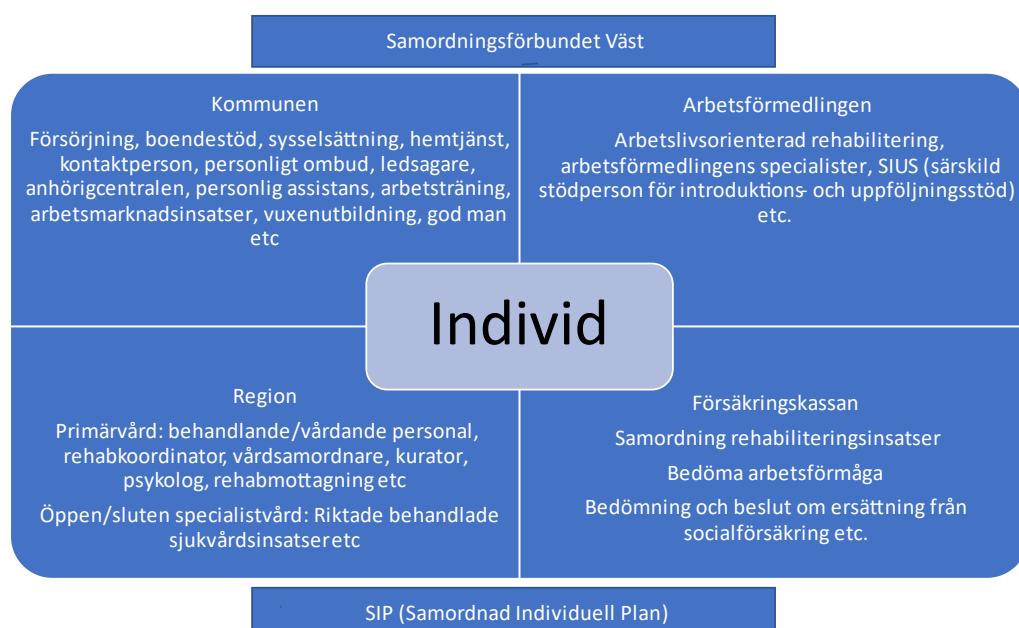 Samordningsförbundet Väst
Kommunen
Försörjning, boendestöd, sysselsättning, hemtjänst,
kontaktperson, personligt ombud, ledsagare,
anhörigcentralen, personlig assistans, arbetsträning,
arbetsmarknadsinsatser, vuxenutbildning, god man
etc
Arbetsförmedlingen
Arbetslivsorienterad rehabilitering,
arbetsförmedlingens specialister, SIUS (särskild
stödperson för introduktions- och uppföljningsstöd)
etc.
Individ
Region
Primärvård: behandlande/vårdande personal,
rehabkoordinator, vårdsamordnare, kurator,
psykolog, rehabmottagning etc
Öppen/sluten specialistvård: Riktade behandlade
sjukvårdsinsatser etc
Försäkringskassan
Samordning rehabiliteringsinsatser
Bedöma arbetsförmåga
Bedömning och beslut om ersättning från
socialförsäkring etc.
SIP (Samordnad Individuell Plan)